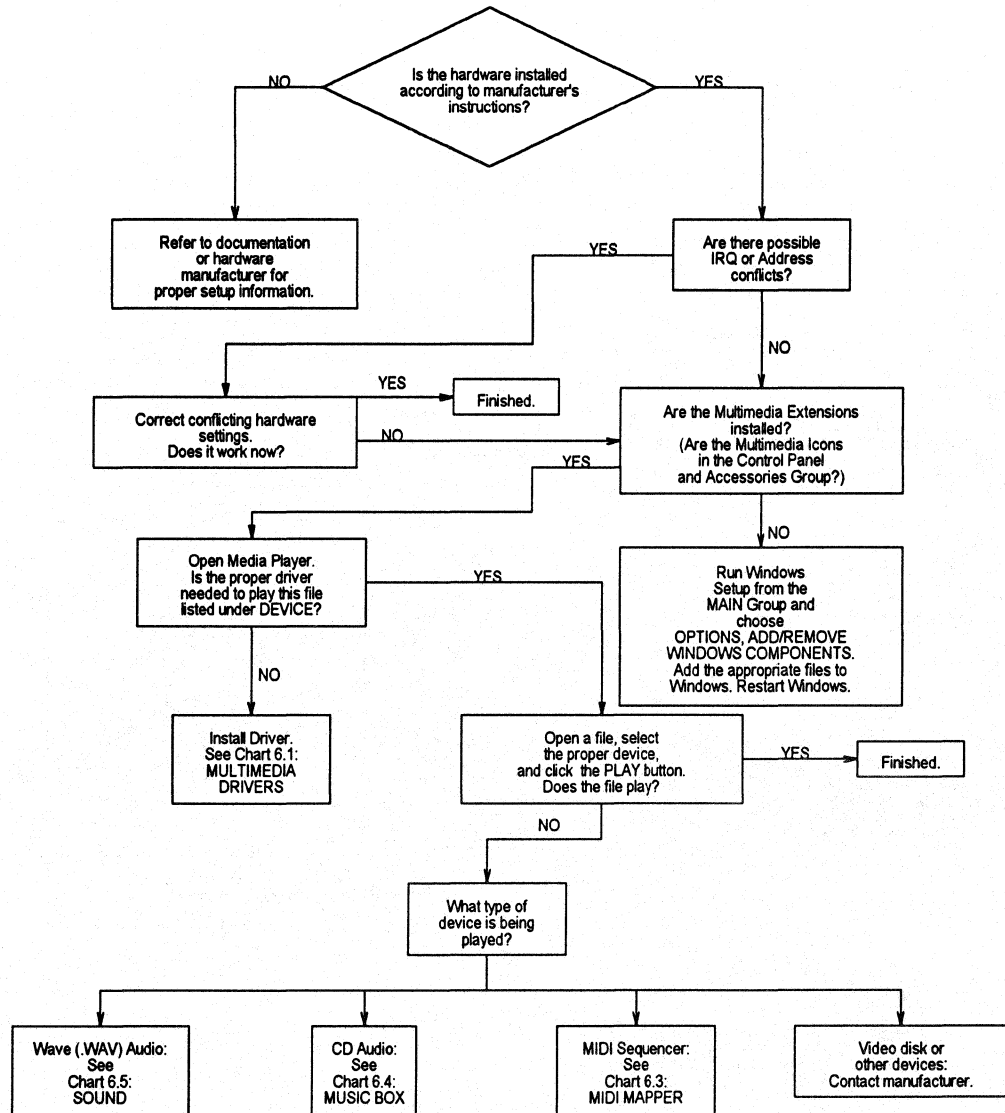 Is the hardware installed
according to manufacturer's
instructions?
NO
YES
Refer to documentation
or hardware
manufacturer for
proper setup information.
YES
Are there possible
IRQ or Address
conflicts?
NO
Correct conflicting hardware
settings.
Does it work now?
YES
Finished.
NO
Are the Multimedia Extensions
installed?
(Are the Multimedia Icons
in the Control Panel
and Accessories Group?)
YES
NO
Open Media Player.
Is the proper driver
needed to play this file
listed under DEVICE?
YES
Run Windows
Setup from the
MAIN Group and
choose
OPTIONS, ADD/REMOVE
WINDOWS COMPONENTS.
Add the appropriate files to
Windows. Restart Windows.
NO
Install Driver.
See Chart 6.1:
MULTIMEDIA
DRIVERS
Open a file, select
the proper device,
and click the PLAY button.
Does the file play?
YES
Finished.
NO
What type of
device is being
played?
Wave (.WAV) Audio:
See
Chart 6.5:
SOUND
CD Audio:
See
Chart 6.4:
MUSIC BOX
MIDI Sequencer:
See
Chart 6.3:
MIDI MAPPER
Video disk or
other devices:
Contact manufacturer.